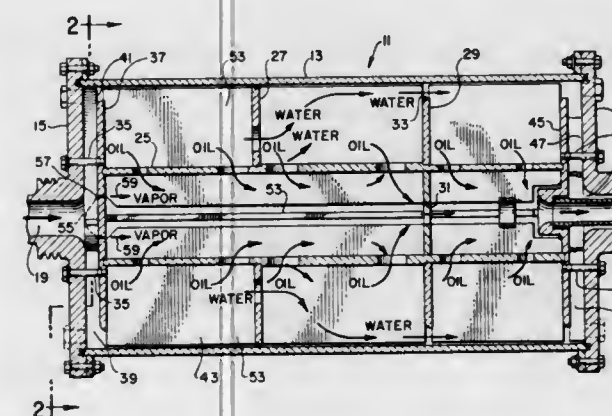 2
41 37 53 27 13 11 29
15 35 33 45
WATER
WATER
47
57 OIL 25 OIL OIL OIL OIL OIL OIL
59 VAPOR 53 31
55 VAPOR
19 59
OIL OIL OIL OIL OIL OIL OIL
35 WATER
WATER WATER
39 43 53
2